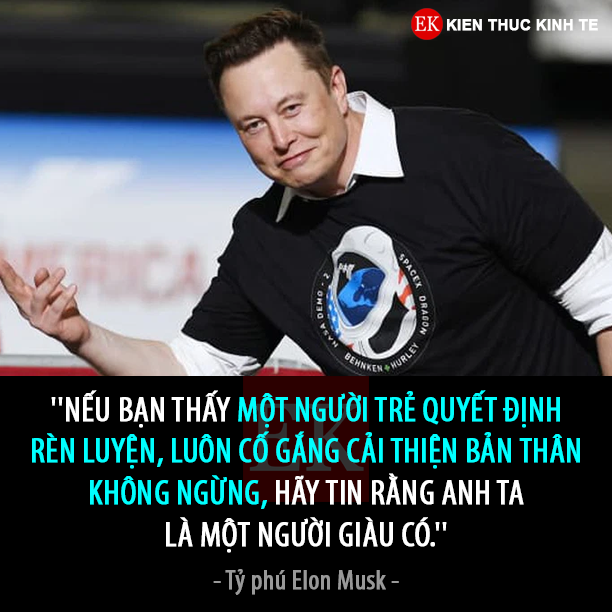 EK KIEN THUC KINH TE
AMERICA
NASA DEMO-2 SPACEX DRAGON
BEHNKEN HURLEY
EK
"NẾU BẠN THẤY MỘT NGƯỜI TRẺ QUYẾT ĐỊNH
RÈN LUYỆN, LUÔN CỐ GẮNG CẢI THIỆN BẢN THÂN
KHÔNG NGỪNG, HÃY TIN RẰNG ANH TA
LÀ MỘT NGƯỜI GIÀU CÓ."
- Tỷ phú Elon Musk -